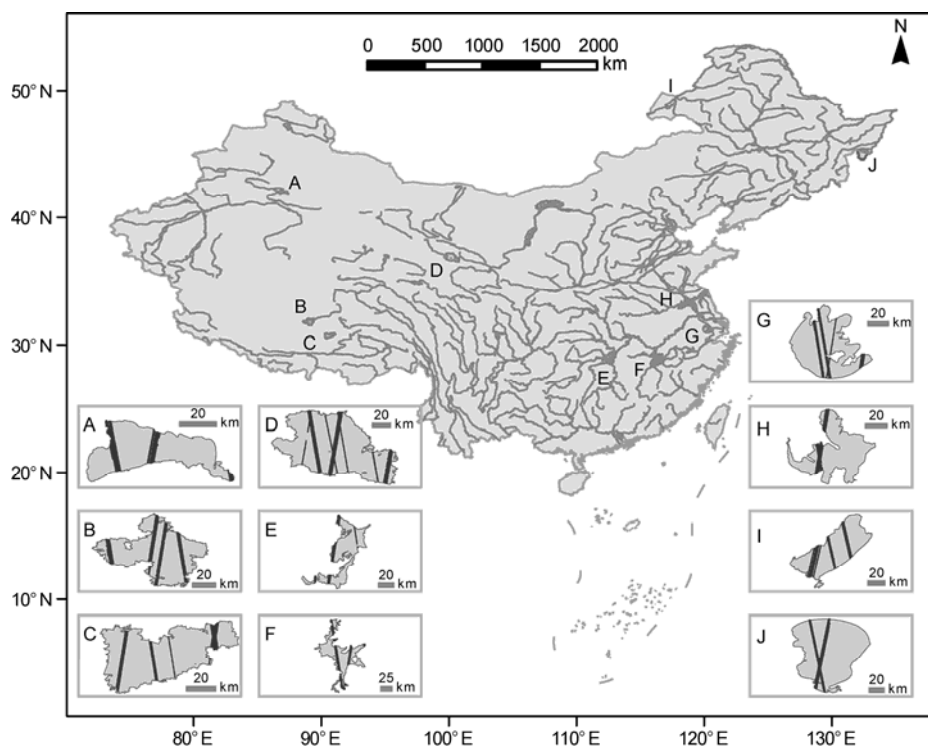 N
0 500 1000 1500 2000
km
50° N
40° N
30° N
20° N
10° N
80° E 90° E 100° E 110° E 120° E 130° E
I
J
A
D
B
H
C
G
E
F
A 20 km
B 20 km
C 20 km
D 20 km
E 20 km
F 25 km
G 20 km
H 20 km
I 20 km
J 20 km